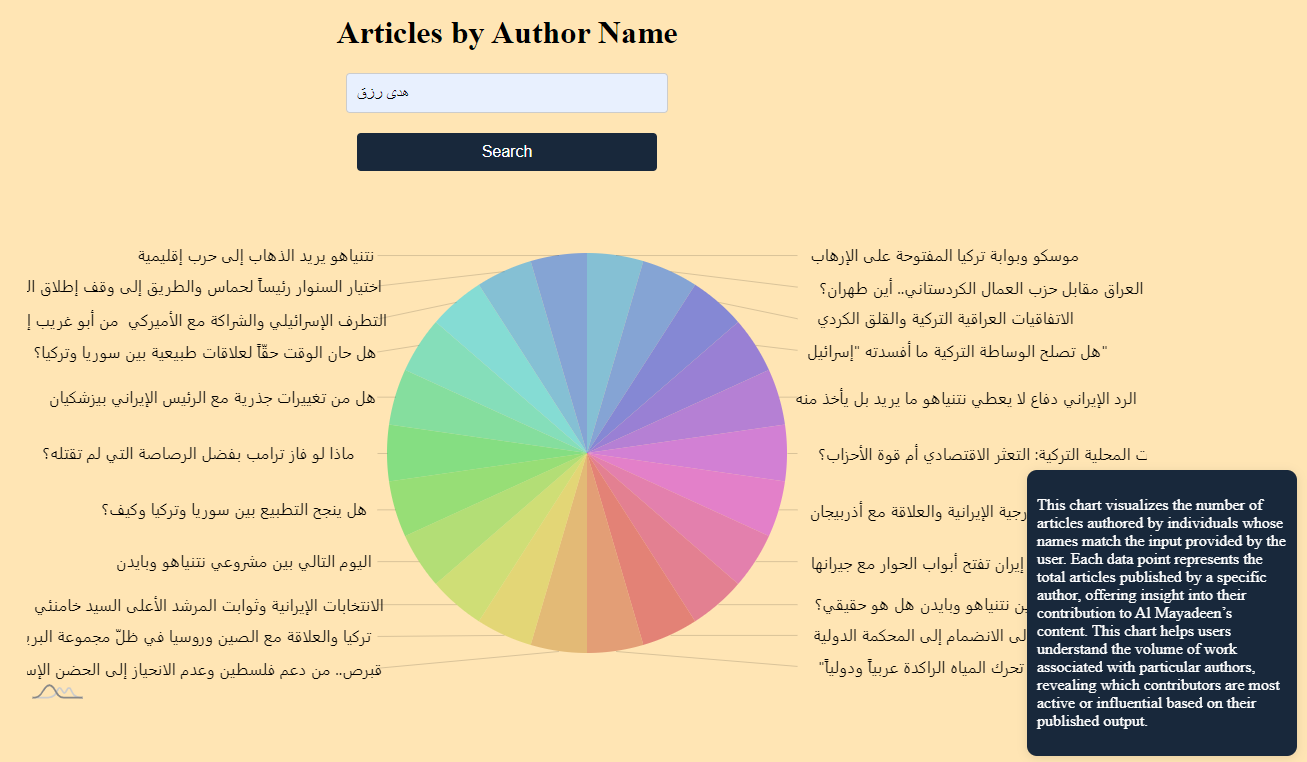 Articles by Author Name
هدى رزق
Search
نتنياهو يريد الذهاب إلى حرب إقليمية
موسكو وبوابة تركيا المفتوحة على الإرهاب
اختيار السنوار رئيساً لحماس والطريق إلى وقف إطلاق
العراق مقابل حزب العمال الكردستاني.. أين طهران؟
التطرف الإسرائيلي والشراكة مع الأميركي من أبو غريب
الاتفاقيات العراقية التركية والقلق الكردي
هل حان الوقت حقّاً لعلاقات طبيعية بين سوريا وتركيا؟
"هل تصلح الوساطة التركية ما أفسدته "إسرائيل
هل من تغييرات جذرية مع الرئيس الإيراني بيزشكيان
الرد الإيراني دفاع لا يعطي نتنياهو ما يريد بل يأخذ منه
ماذا لو فاز ترامب بفضل الرصاصة التي لم تقتله؟
المحلية التركية: التعثر الاقتصادي أم قوة الأحزاب؟
هل ينجح التطبيع بين سوريا وتركيا وكيف؟
الإيرانية والعلاقة مع أذربيجان
اليوم التالي بين مشروعي نتنياهو وبايدن
إيران تفتح أبواب الحوار مع جيرانها
الانتخابات الإيرانية وثوابت المرشد الأعلى السيد خامنئي
نتنياهو وبايدن هل هو حقيقي؟
تركيا والعلاقة مع الصين وروسيا في ظلّ مجموعة
الانضمام إلى المحكمة الدولية
قبرص.. من دعم فلسطين وعدم الانحياز إلى الحضن
تحرك المياه الراكدة عربياً ودولياً"
This chart visualizes the number of
articles authored by individuals whose
names match the input provided by the
user. Each data point represents the
total articles published by a specific
author, offering insight into their
contribution to Al Mayadeen’s
content. This chart helps users
understand the volume of work
associated with particular authors,
revealing which contributors are most
active or influential based on their
published output.